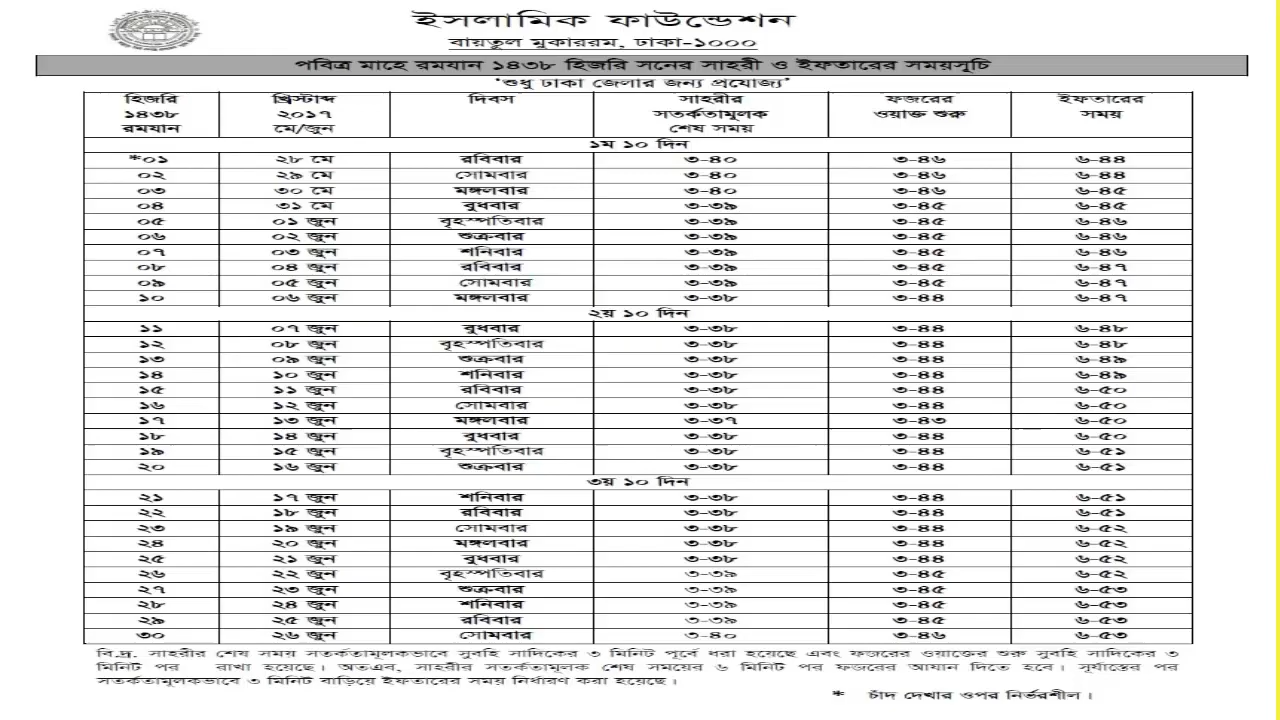 ইসলামিক ফাউন্ডেশন
বায়তুল মুকাররম, ঢাকা-১০০০
পবিত্র মাহে রমযান ১৪৩৮ হিজরি সনের সাহরী ও ইফতারের সময়সূচি
‘শুধু ঢাকা জেলার জন্য প্রযোজ্য’
হিজরি ১৪৩৮ রমযান খ্রিস্টাব্দ ২০১৭ মে/জুন দিবস সাহরীর সতর্কতামুলক শেষ সময় ফজরের ওয়াক্ত শুরু ইফতারের সময়
১ম ১০ দিন
*০১ ২৮ মে রবিবার ৩-৪০ ৩-৪৬ ৬-৪৪
০২ ২৯ মে সোমবার ৩-৪০ ৩-৪৬ ৬-৪৪
০৩ ৩০ মে মঙ্গলবার ৩-৪০ ৩-৪৬ ৬-৪৫
০৪ ৩১ মে বুধবার ৩-৩৯ ৩-৪৫ ৬-৪৫
০৫ ০১ জুন বৃহস্পতিবার ৩-৩৯ ৩-৪৫ ৬-৪৬
০৬ ০২ জুন শুক্রবার ৩-৩৯ ৩-৪৫ ৬-৪৬
০৭ ০৩ জুন শনিবার ৩-৩৯ ৩-৪৫ ৬-৪৬
০৮ ০৪ জুন রবিবার ৩-৩৯ ৩-৪৫ ৬-৪৭
০৯ ০৫ জুন সোমবার ৩-৩৯ ৩-৪৫ ৬-৪৭
১০ ০৬ জুন মঙ্গলবার ৩-৩৮ ৩-৪৪ ৬-৪৭
২য় ১০ দিন
১১ ০৭ জুন বুধবার ৩-৩৮ ৩-৪৪ ৬-৪৮
১২ ০৮ জুন বৃহস্পতিবার ৩-৩৮ ৩-৪৪ ৬-৪৮
১৩ ০৯ জুন শুক্রবার ৩-৩৮ ৩-৪৪ ৬-৪৯
১৪ ১০ জুন শনিবার ৩-৩৮ ৩-৪৪ ৬-৪৯
১৫ ১১ জুন রবিবার ৩-৩৮ ৩-৪৪ ৬-৫০
১৬ ১২ জুন সোমবার ৩-৩৮ ৩-৪৪ ৬-৫০
১৭ ১৩ জুন মঙ্গলবার ৩-৩৭ ৩-৪৩ ৬-৫০
১৮ ১৪ জুন বুধবার ৩-৩৮ ৩-৪৪ ৬-৫০
১৯ ১৫ জুন বৃহস্পতিবার ৩-৩৮ ৩-৪৪ ৬-৫১
২০ ১৬ জুন শুক্রবার ৩-৩৮ ৩-৪৪ ৬-৫১
৩য় ১০ দিন
২১ ১৭ জুন শনিবার ৩-৩৮ ৩-৪৪ ৬-৫১
২২ ১৮ জুন রবিবার ৩-৩৮ ৩-৪৪ ৬-৫১
২৩ ১৯ জুন সোমবার ৩-৩৮ ৩-৪৪ ৬-৫২
২৪ ২০ জুন মঙ্গলবার ৩-৩৮ ৩-৪৪ ৬-৫২
২৫ ২১ জুন বুধবার ৩-৩৮ ৩-৪৪ ৬-৫২
২৬ ২২ জুন বৃহস্পতিবার ৩-৩৯ ৩-৪৫ ৬-৫২
২৭ ২৩ জুন শুক্রবার ৩-৩৯ ৩-৪৫ ৬-৫৩
২৮ ২৪ জুন শনিবার ৩-৩৯ ৩-৪৫ ৬-৫৩
২৯ ২৫ জুন রবিবার ৩-৩৯ ৩-৪৫ ৬-৫৩
৩০ ২৬ জুন সোমবার ৩-৪০ ৩-৪৬ ৬-৫৩
বি.দ্র. সাহরীর শেষ সময় সতর্কতামুলকভাবে সুবহি সাদিকের ৩ মিনিট পূর্বে ধরা হয়েছে এবং ফজরের ওয়াক্তের শুরু সুবহি সাদিকের ৩
মিনিট পর রাখা হয়েছে। অতএব, সাহরীর সতর্কতামূলক শেষ সময়ের ৬ মিনিট পর ফজরের আযান দিতে হবে। সূর্যাস্তের পর
সতর্কতামূলকভাবে ৩ মিনিট বাড়িয়ে ইফতারের সময় নির্ধারণ করা হয়েছে।
* চাঁদ দেখার ওপর নির্ভরশীল।